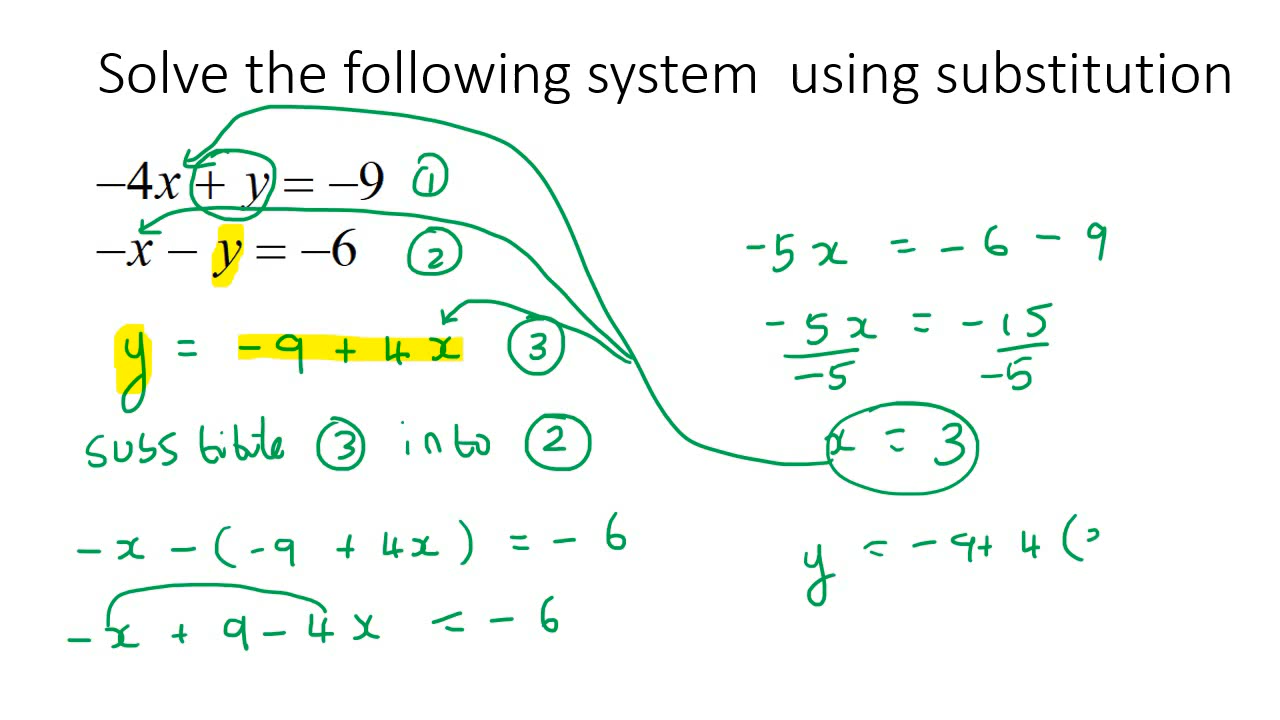 Solve the following system using substitution
–4x + y = –9 ①
–x – y = –6 ②
y = -9 + 4x ③
substitute ③ into ②
-x - (-9 + 4x) = -6
-x + 9 - 4x = -6
-5x = -6 - 9
-5x = -15
-5 -5
x = 3
y = -9 + 4 (